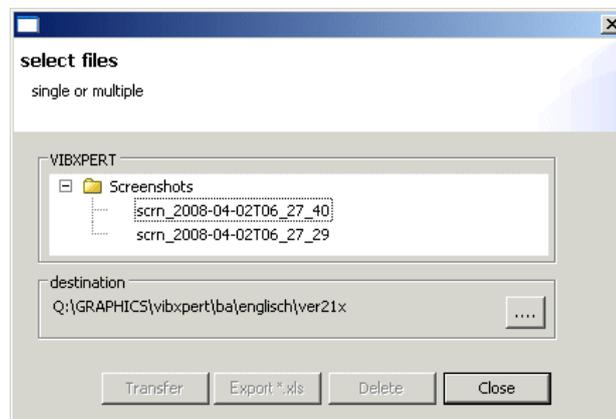 select files
single or multiple
VIBXPERT
Screenshots
scrn_2008-04-02T06_27_40
scrn_2008-04-02T06_27_29
destination
Q:\GRAPHICS\vibxpert\ba\englisch\ver21x
....
Transfer
Export *.xls
Delete
Close